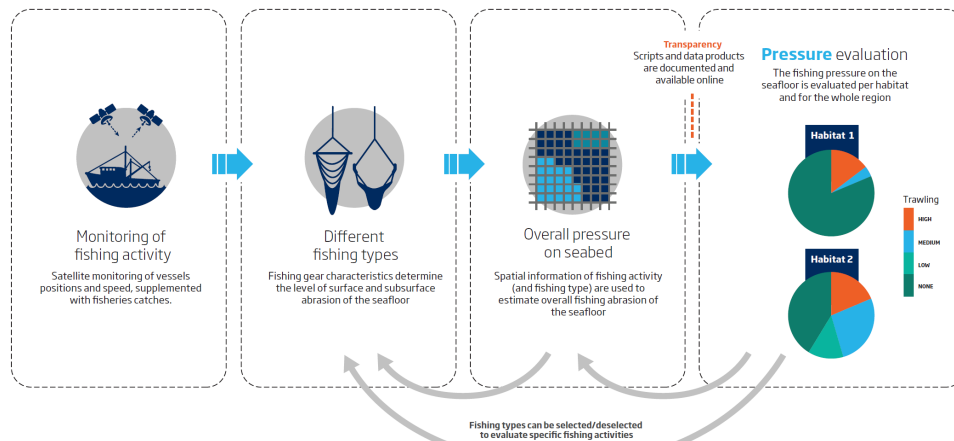 Monitoring of
fishing activity
Satellite monitoring of vessels
positions and speed, supplemented
with fisheries catches.
Different
fishing types
Fishing gear characteristics determine
the level of surface and subsurface
abrasion of the seafloor
Overall pressure
on seabed
Spatial information of fishing activity
(and fishing type) are used to
estimate overall fishing abrasion of
the seafloor
Transparency
Scripts and data products
are documented and
available online
Pressure evaluation
The fishing pressure on the
seafloor is evaluated per habitat
and for the whole region
Habitat 1
Trawling
HIGH
MEDIUM
LOW
NONE
Habitat 2
Fishing types can be selected/deselected
to evaluate specific fishing activities